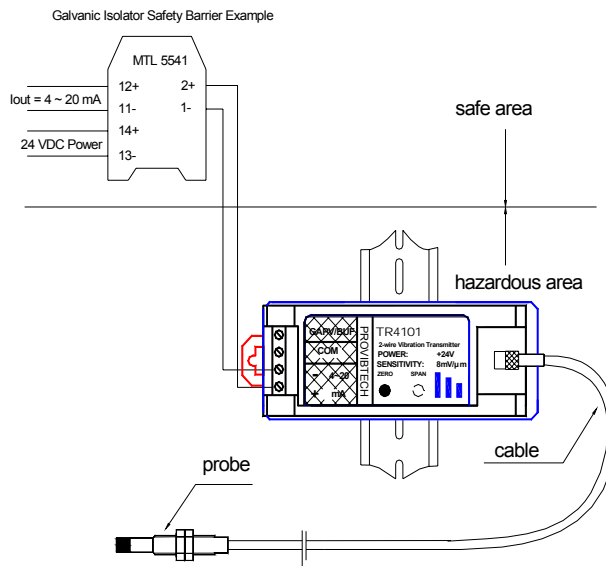 Galvanic Isolator Safety Barrier Example
MTL 5541
12+ 2+
Iout = 4 ~ 20 mA
11- 1-
14+
24 VDC Power
13-
safe area
hazardous area
GAPV/BUF
COM
- 4~20
+ mA
PROVIBTECH
TR4101
2-wire Vibration Transmitter
POWER: +24V
SENSITIVITY: 8mV/µm
ZERO SPAN
cable
probe